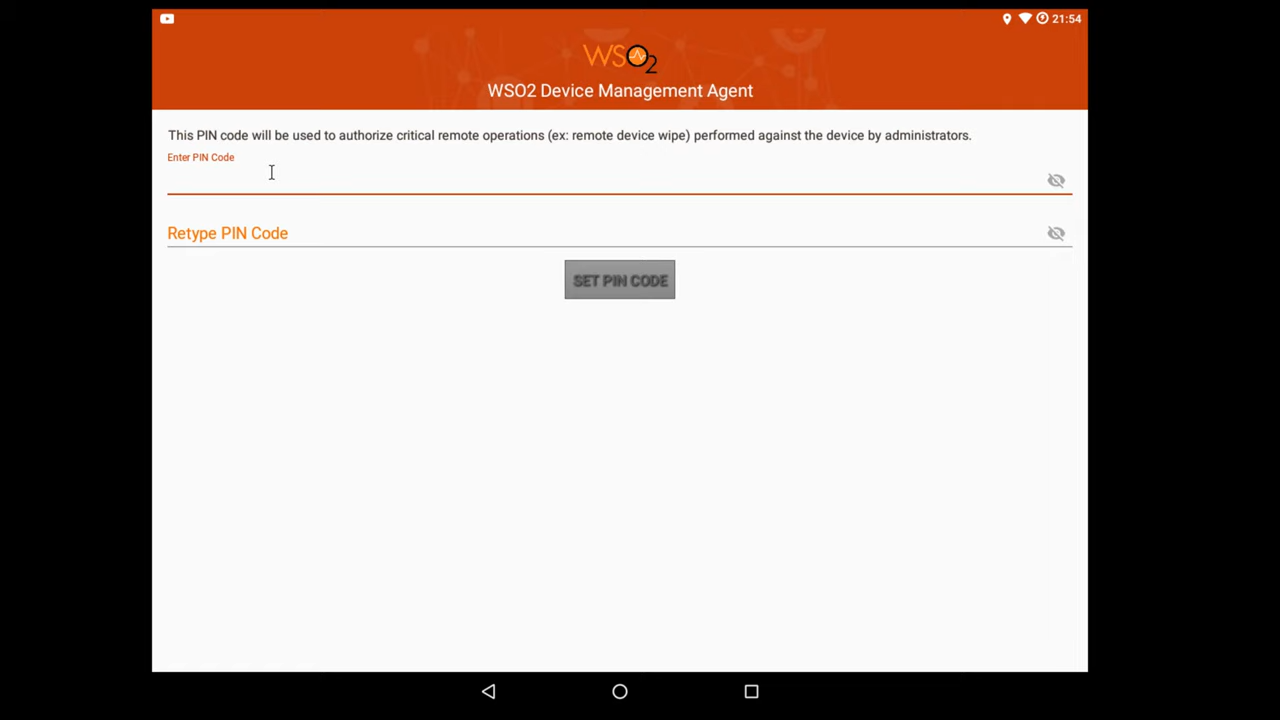 21:54
WSO2
WSO2 Device Management Agent
This PIN code will be used to authorize critical remote operations (ex: remote device wipe) performed against the device by administrators.
Enter PIN Code
Retype PIN Code
SET PIN CODE